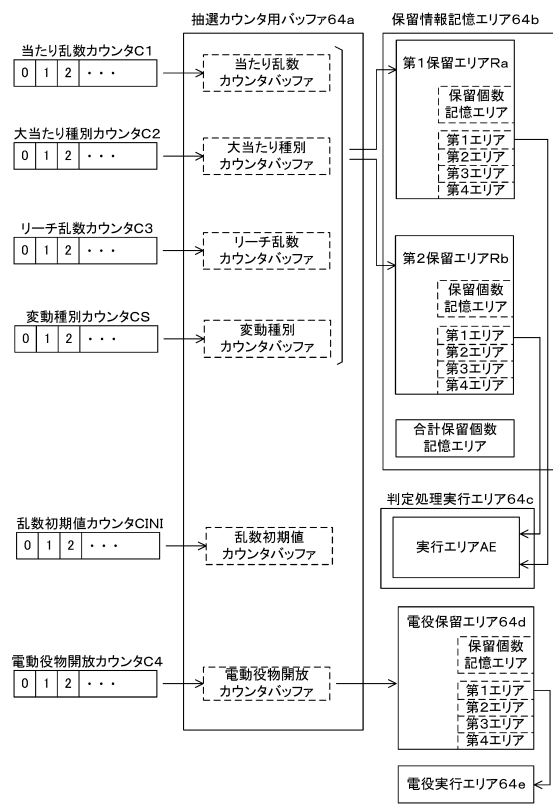 抽選カウンタ用バッファ64a
当たり乱数カウンタC1
0 1 2 ・・・
当たり乱数
カウンタバッファ
大当たり種別カウンタC2
0 1 2 ・・・
大当たり種別
カウンタバッファ
リーチ乱数カウンタC3
0 1 2 ・・・
リーチ乱数
カウンタバッファ
変動種別カウンタCS
0 1 2 ・・・
変動種別
カウンタバッファ
乱数初期値カウンタCINI
0 1 2 ・・・
乱数初期値
カウンタバッファ
電動役物開放カウンタC4
0 1 2 ・・・
電動役物開放
カウンタバッファ
保留情報記憶エリア64b
第1保留エリアRa
保留個数
記憶エリア
第1エリア
第2エリア
第3エリア
第4エリア
第2保留エリアRb
保留個数
記憶エリア
第1エリア
第2エリア
第3エリア
第4エリア
合計保留個数
記憶エリア
判定処理実行エリア64c
実行エリアAE
電役保留エリア64d
保留個数
記憶エリア
第1エリア
第2エリア
第3エリア
第4エリア
電役実行エリア64e